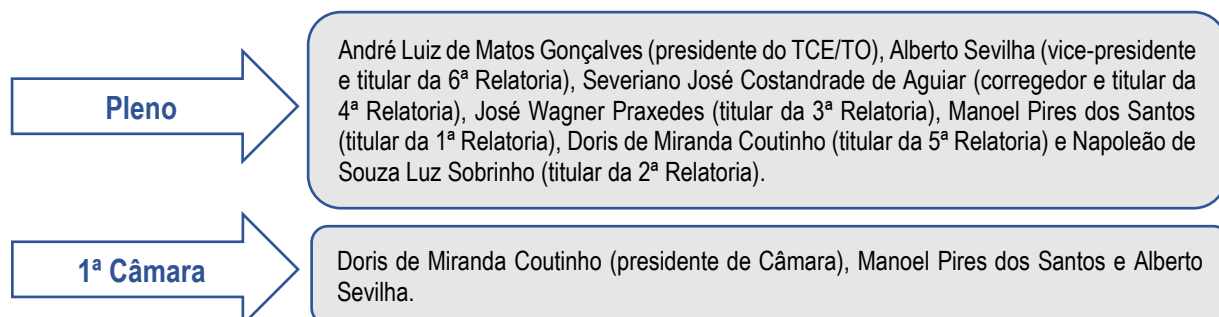 Pleno
André Luiz de Matos Gonçalves (presidente do TCE/TO), Alberto Sevilha (vice-presidente
e titular da 6ª Relatoria), Severiano José Costandrade de Aguiar (corregedor e titular da
4ª Relatoria), José Wagner Praxedes (titular da 3ª Relatoria), Manoel Pires dos Santos
(titular da 1ª Relatoria), Doris de Miranda Coutinho (titular da 5ª Relatoria) e Napoleão de
Souza Luz Sobrinho (titular da 2ª Relatoria).
1ª Câmara
Doris de Miranda Coutinho (presidente de Câmara), Manoel Pires dos Santos e Alberto
Sevilha.